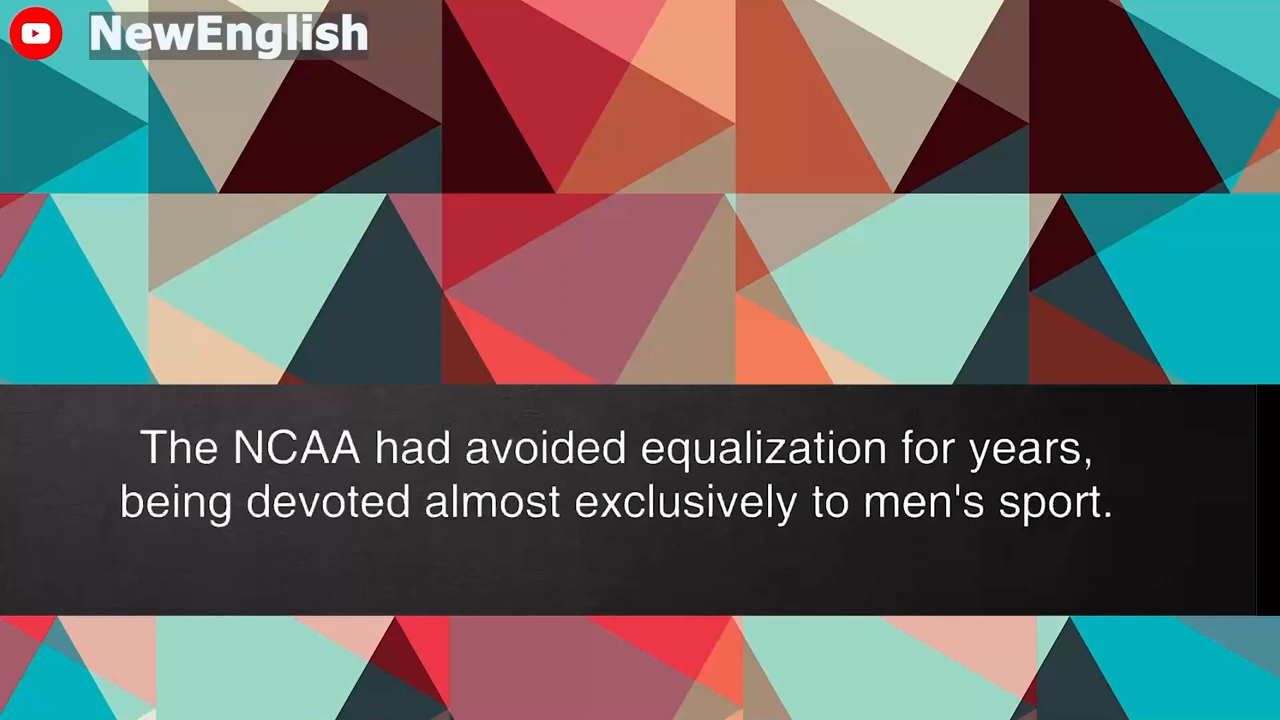 NewEnglish
The NCAA had avoided equalization for years,
being devoted almost exclusively to men's sport.